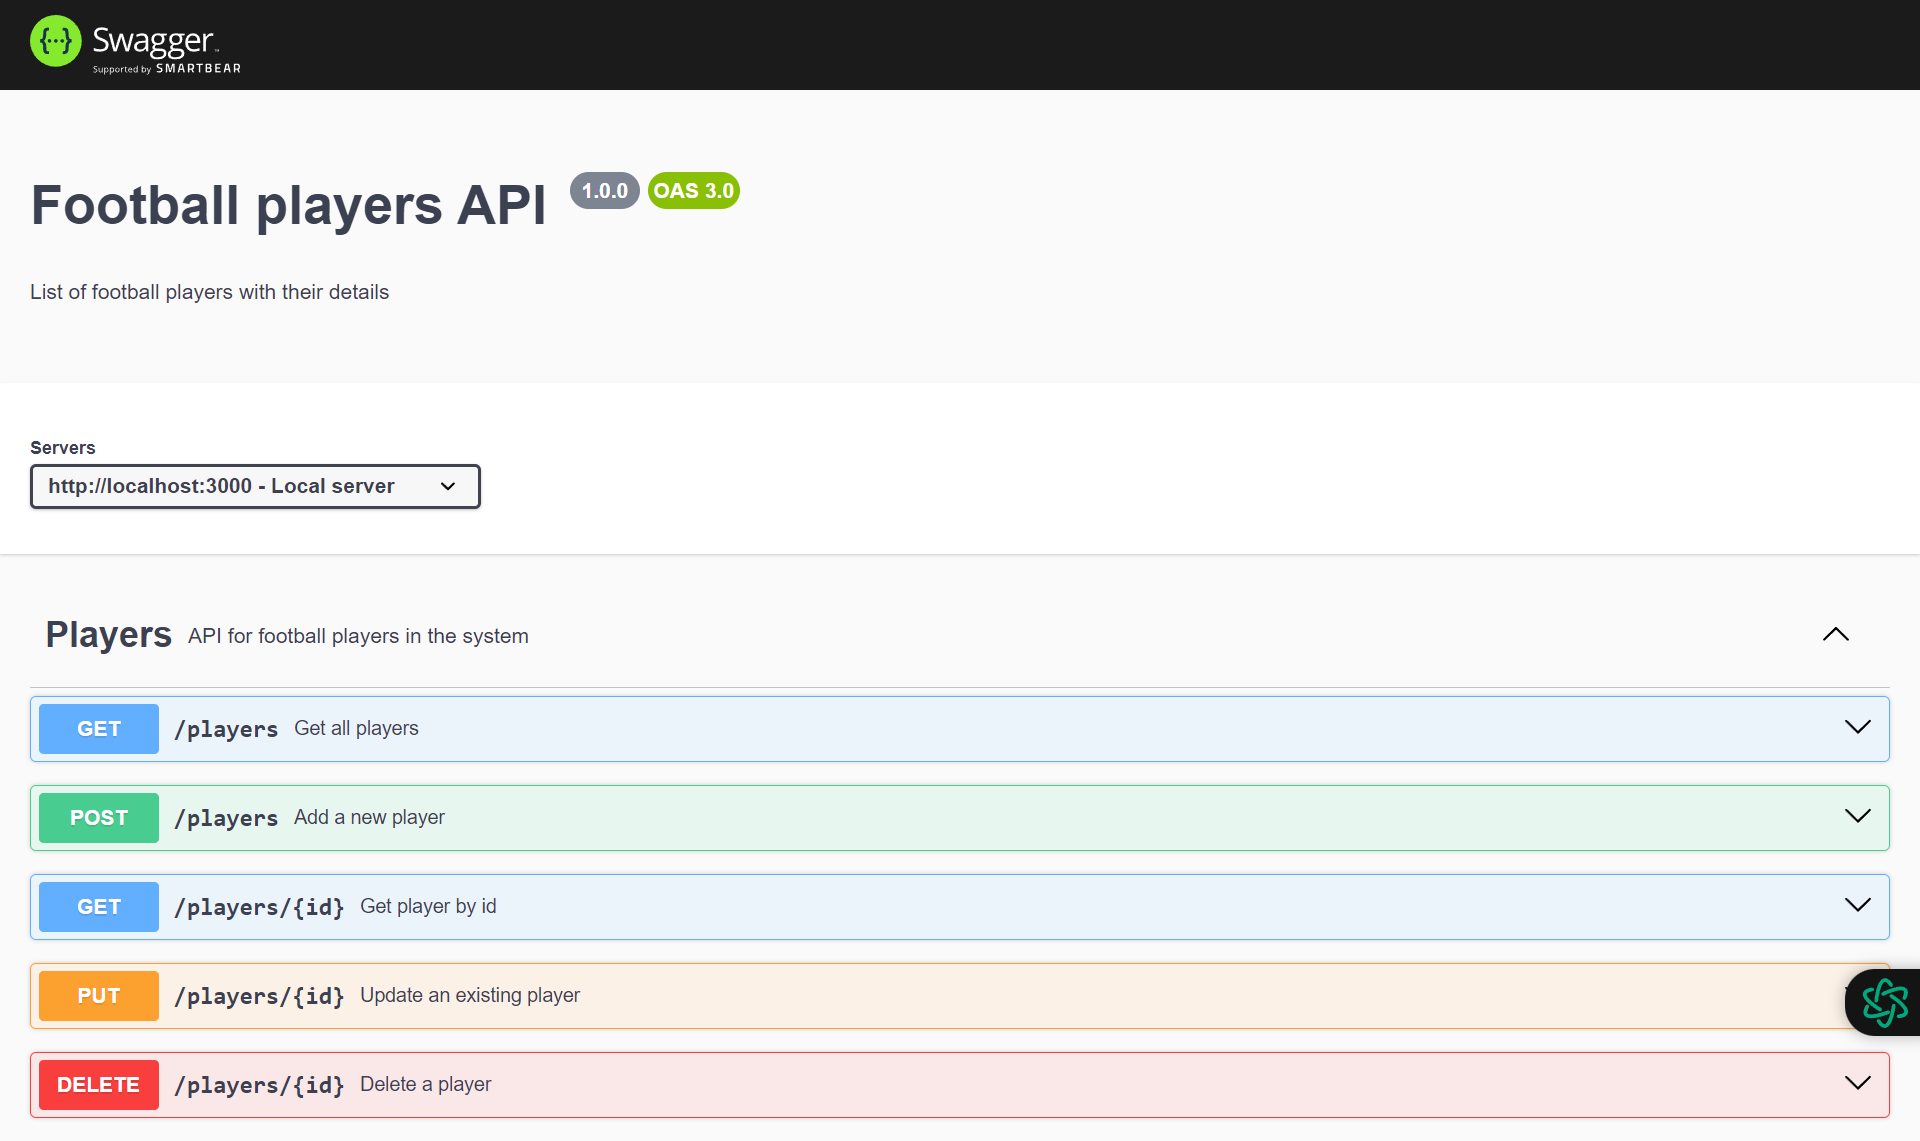 {···} Swagger™
Supported by SMARTBEAR
Football players API 1.0.0 OAS 3.0
List of football players with their details
Servers
http://localhost:3000 - Local server
Players API for football players in the system
GET /players Get all players
POST /players Add a new player
GET /players/{id} Get player by id
PUT /players/{id} Update an existing player
DELETE /players/{id} Delete a player